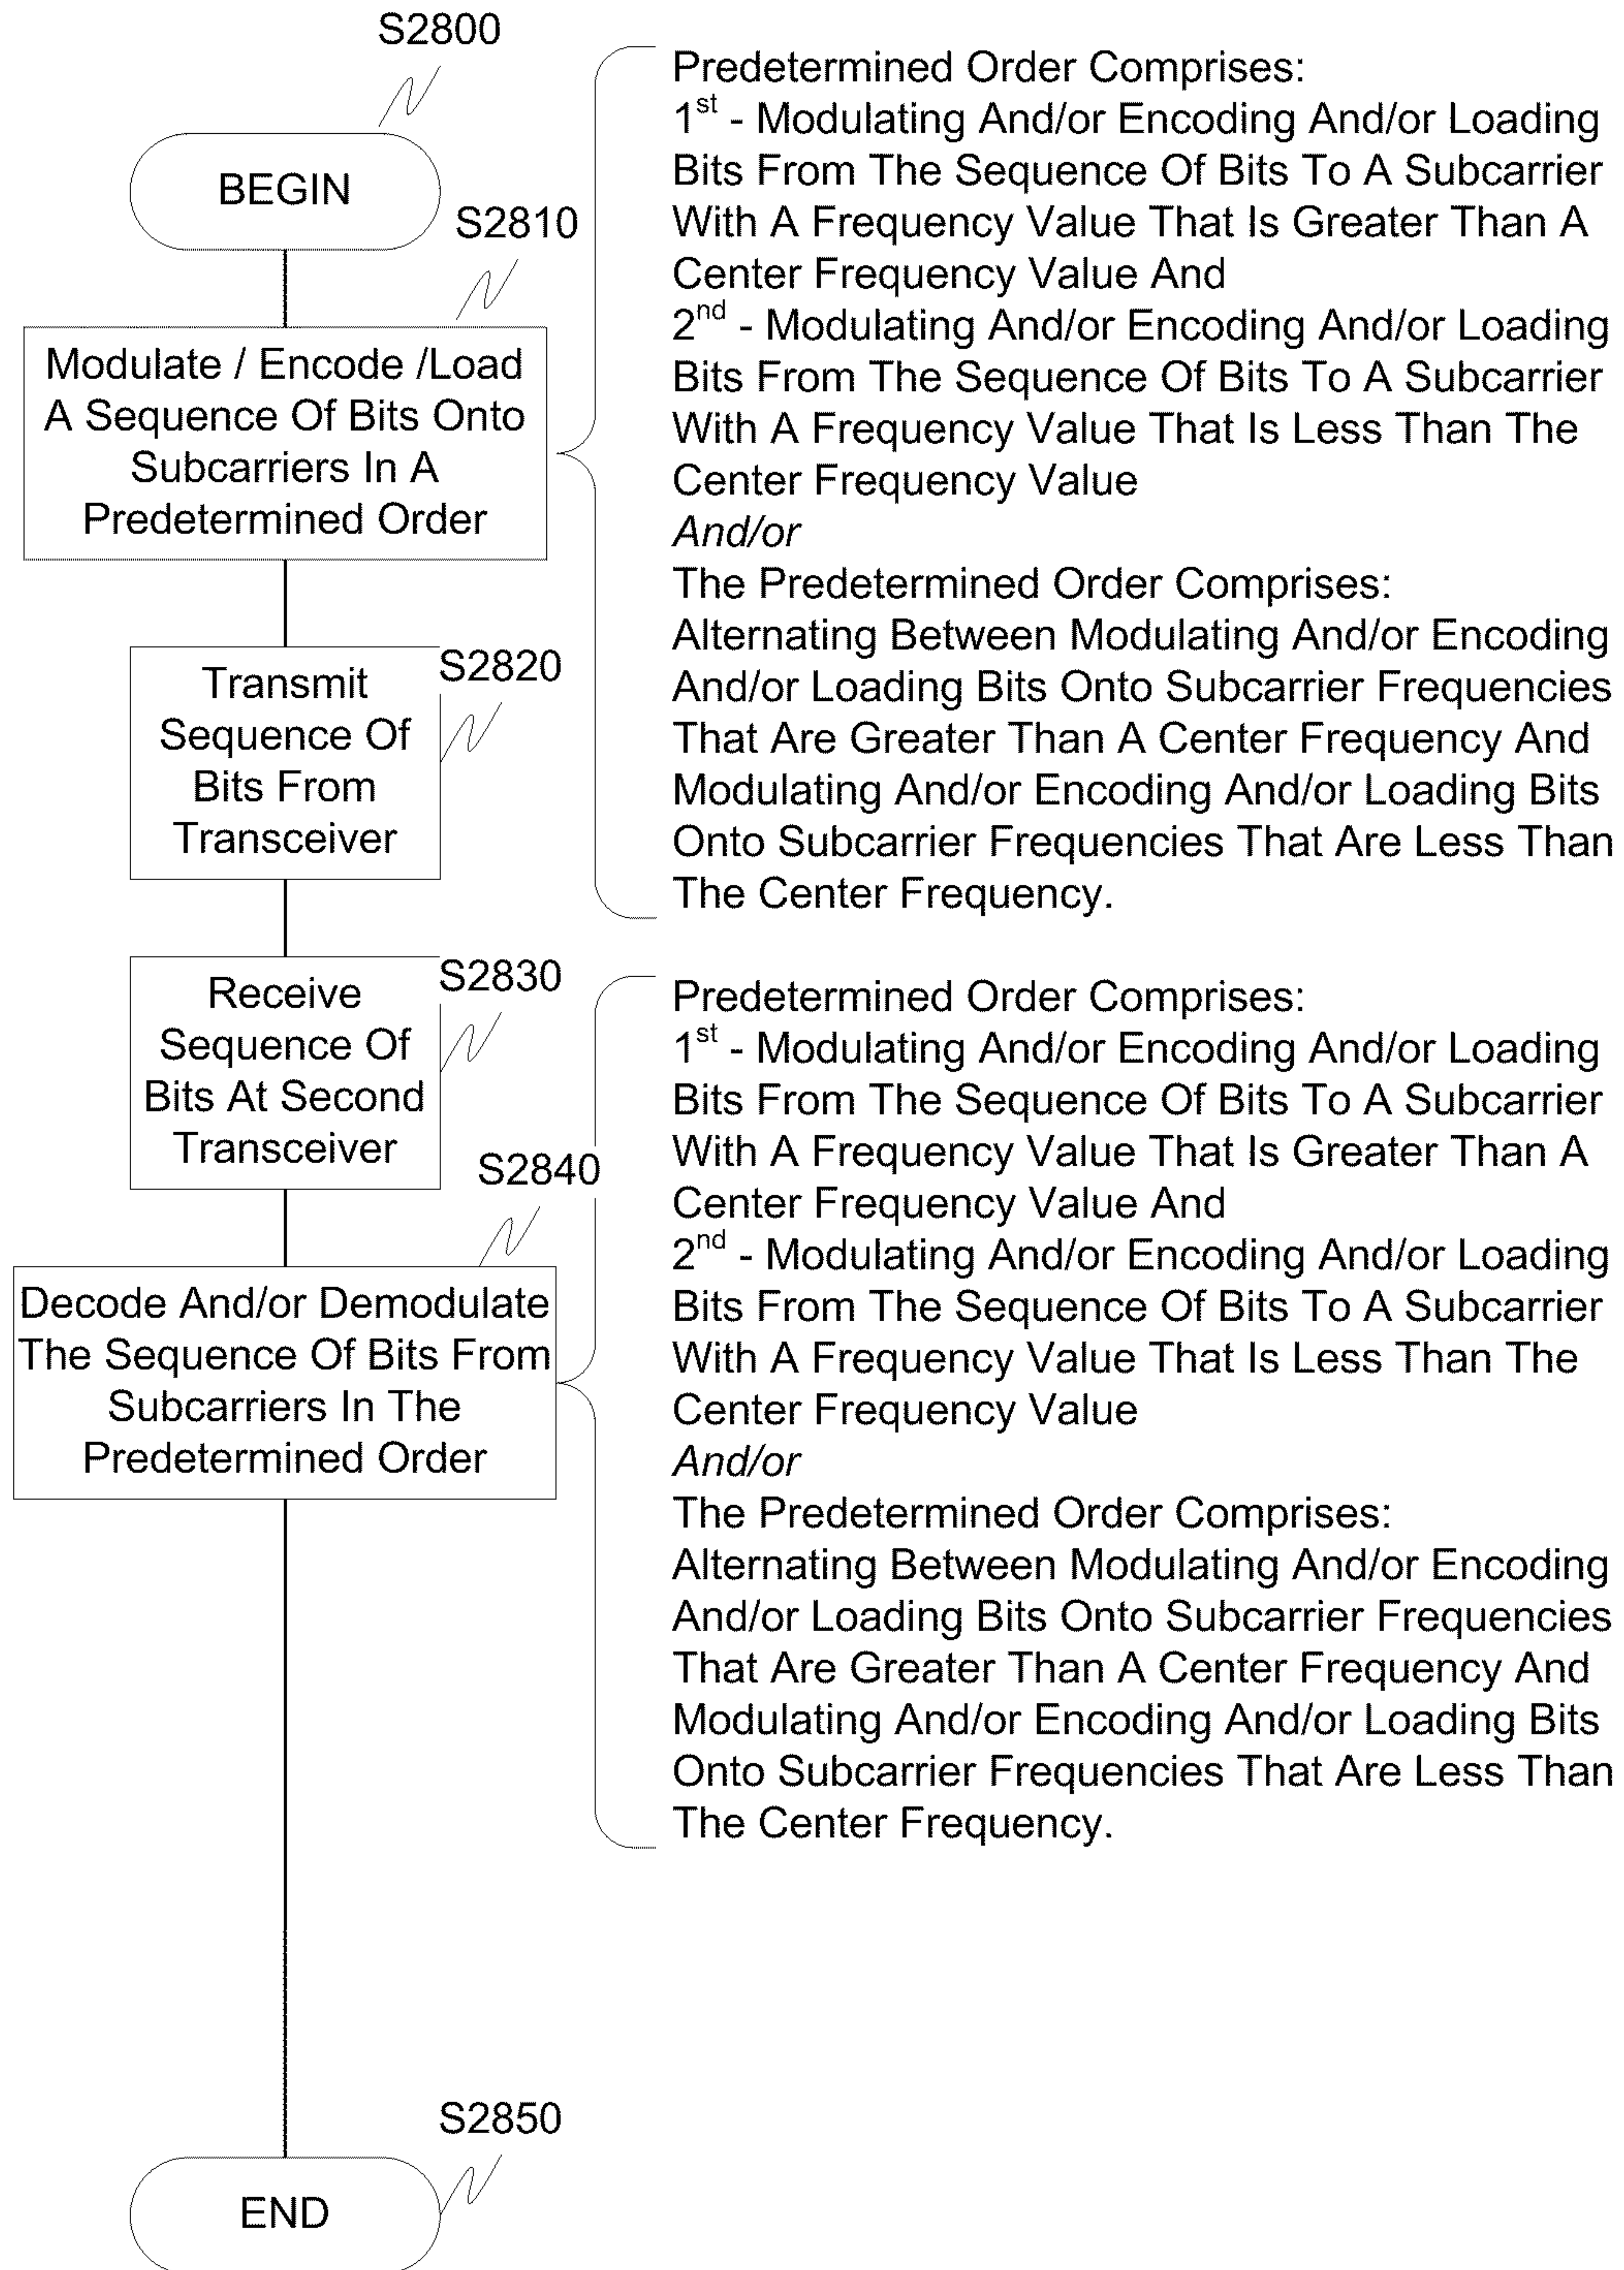 S2800
BEGIN
S2810
Modulate / Encode /Load
A Sequence Of Bits Onto
Subcarriers In A
Predetermined Order
Predetermined Order Comprises:
1st - Modulating And/or Encoding And/or Loading
Bits From The Sequence Of Bits To A Subcarrier
With A Frequency Value That Is Greater Than A
Center Frequency Value And
2nd - Modulating And/or Encoding And/or Loading
Bits From The Sequence Of Bits To A Subcarrier
With A Frequency Value That Is Less Than The
Center Frequency Value
And/or
The Predetermined Order Comprises:
Alternating Between Modulating And/or Encoding
And/or Loading Bits Onto Subcarrier Frequencies
That Are Greater Than A Center Frequency And
Modulating And/or Encoding And/or Loading Bits
Onto Subcarrier Frequencies That Are Less Than
The Center Frequency.
S2820
Transmit
Sequence Of
Bits From
Transceiver
S2830
Receive
Sequence Of
Bits At Second
Transceiver
S2840
Decode And/or Demodulate
The Sequence Of Bits From
Subcarriers In The
Predetermined Order
Predetermined Order Comprises:
1st - Modulating And/or Encoding And/or Loading
Bits From The Sequence Of Bits To A Subcarrier
With A Frequency Value That Is Greater Than A
Center Frequency Value And
2nd - Modulating And/or Encoding And/or Loading
Bits From The Sequence Of Bits To A Subcarrier
With A Frequency Value That Is Less Than The
Center Frequency Value
And/or
The Predetermined Order Comprises:
Alternating Between Modulating And/or Encoding
And/or Loading Bits Onto Subcarrier Frequencies
That Are Greater Than A Center Frequency And
Modulating And/or Encoding And/or Loading Bits
Onto Subcarrier Frequencies That Are Less Than
The Center Frequency.
S2850
END